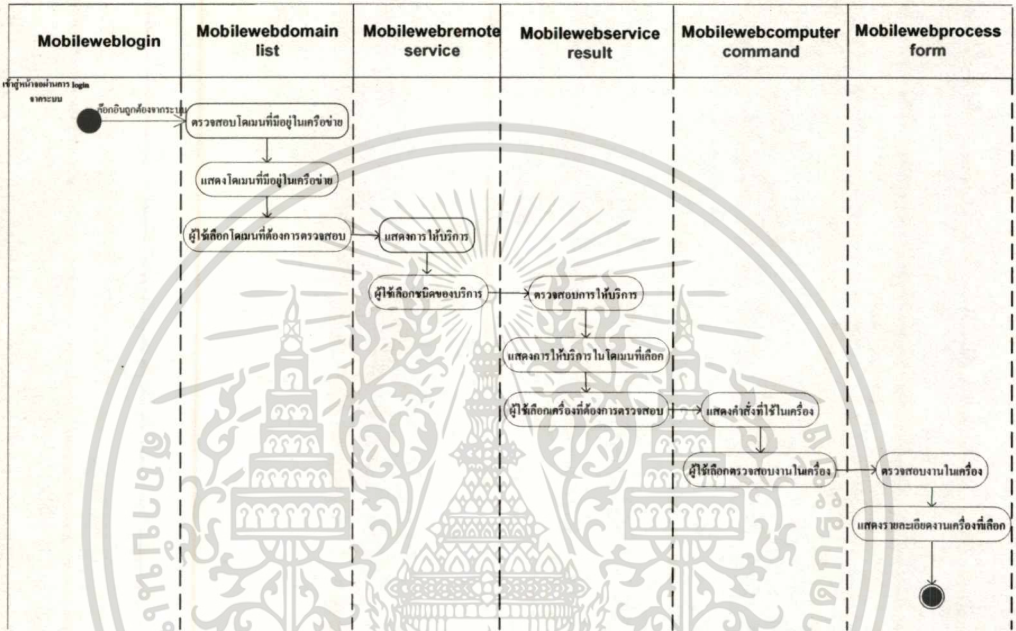 Mobileweblogin
Mobilewebdomain
list
Mobilewebremote
service
Mobilewebservice
result
Mobilewebcomputer
command
Mobilewebprocess
form
เข้าสู่หน้าจอผ่านการ login
จากระบบ
ล็อกอินถูกต้องจากระบบ
ตรวจสอบโดเมนที่มีอยู่ในเครือข่าย
แสดงโดเมนที่มีอยู่ในเครือข่าย
ผู้ใช้เลือกโดเมนที่ต้องการตรวจสอบ
แสดงการให้บริการ
ผู้ใช้เลือกชนิดของบริการ
ตรวจสอบการให้บริการ
แสดงการให้บริการในโดเมนที่เลือก
ผู้ใช้เลือกเครื่องที่ต้องการตรวจสอบ
แสดงคำสั่งที่ใช้ในเครื่อง
ผู้ใช้เลือกตรวจสอบงานในเครื่อง
ตรวจสอบงานในเครื่อง
แสดงรายละเอียดงานเครื่องที่เลือก